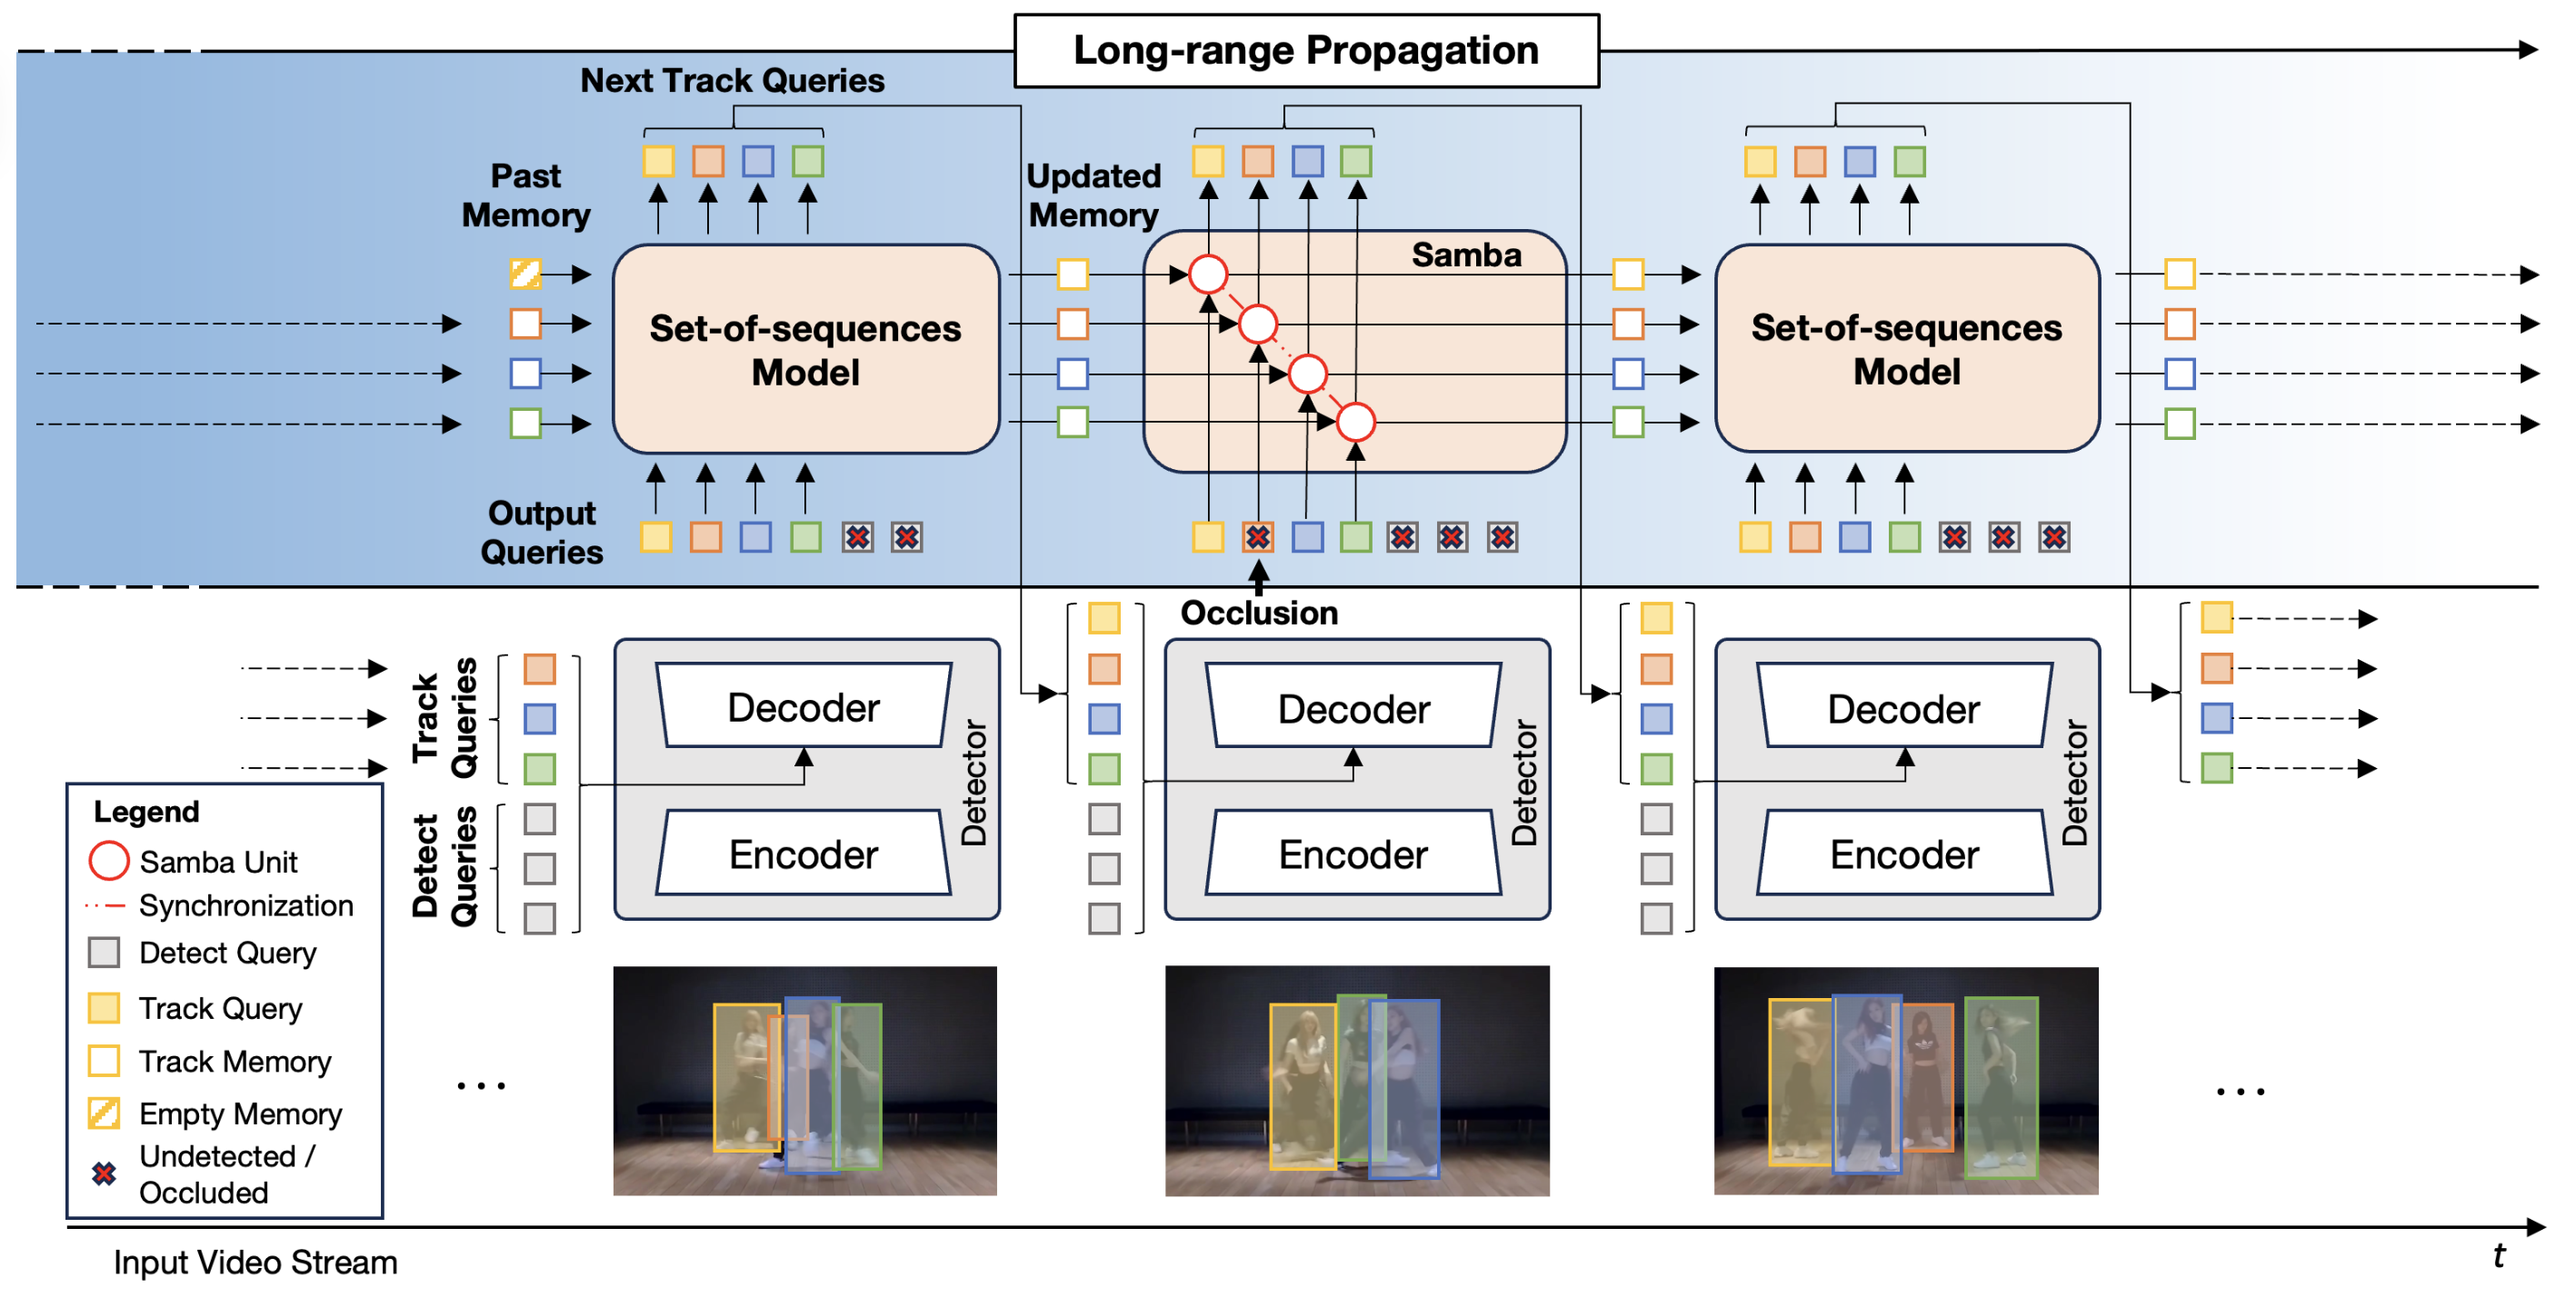 Long-range Propagation
Next Track Queries
Past
Memory
Updated
Memory
Samba
Set-of-sequences
Model
Set-of-sequences
Model
Output
Queries
Occlusion
Track
Queries
Detect
Queries
Decoder
Encoder
Detector
Decoder
Encoder
Detector
Decoder
Encoder
Detector
Legend
Samba Unit
Synchronization
Detect Query
Track Query
Track Memory
Empty Memory
Undetected /
Occluded
...
...
Input Video Stream
t